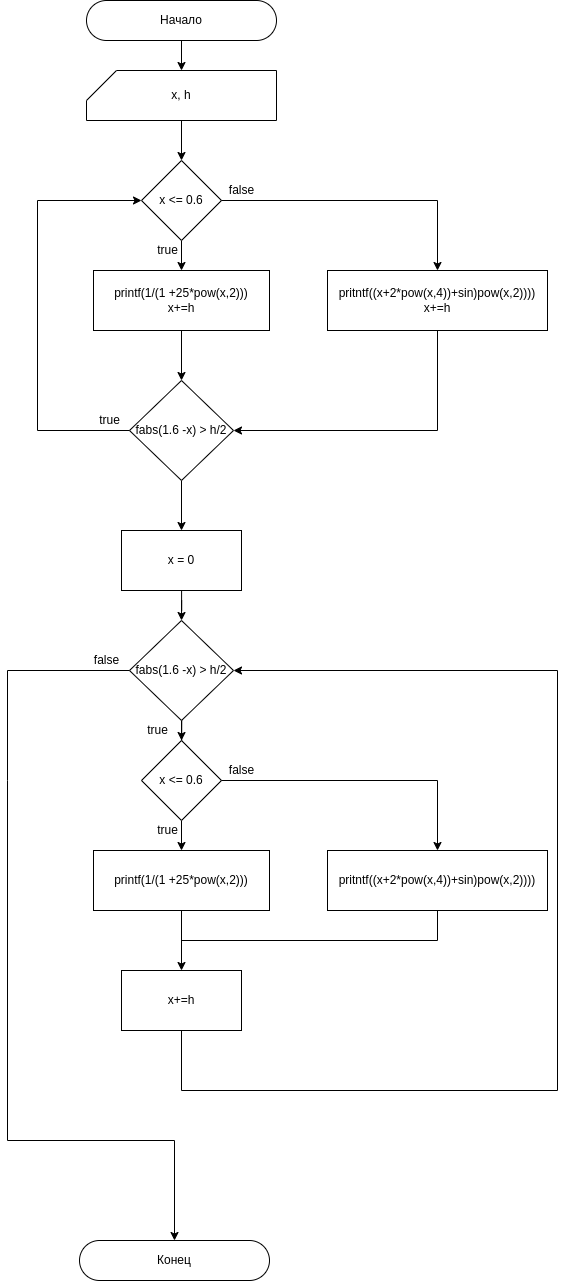 Начало
x, h
x <= 0.6
false
true
printf(1/(1 +25*pow(x,2)))
x+=h
pritntf((x+2*pow(x,4))+sin)pow(x,2))))
x+=h
true
fabs(1.6 -x) > h/2
x = 0
false
fabs(1.6 -x) > h/2
true
x <= 0.6
false
true
printf(1/(1 +25*pow(x,2)))
pritntf((x+2*pow(x,4))+sin)pow(x,2))))
x+=h
Конец